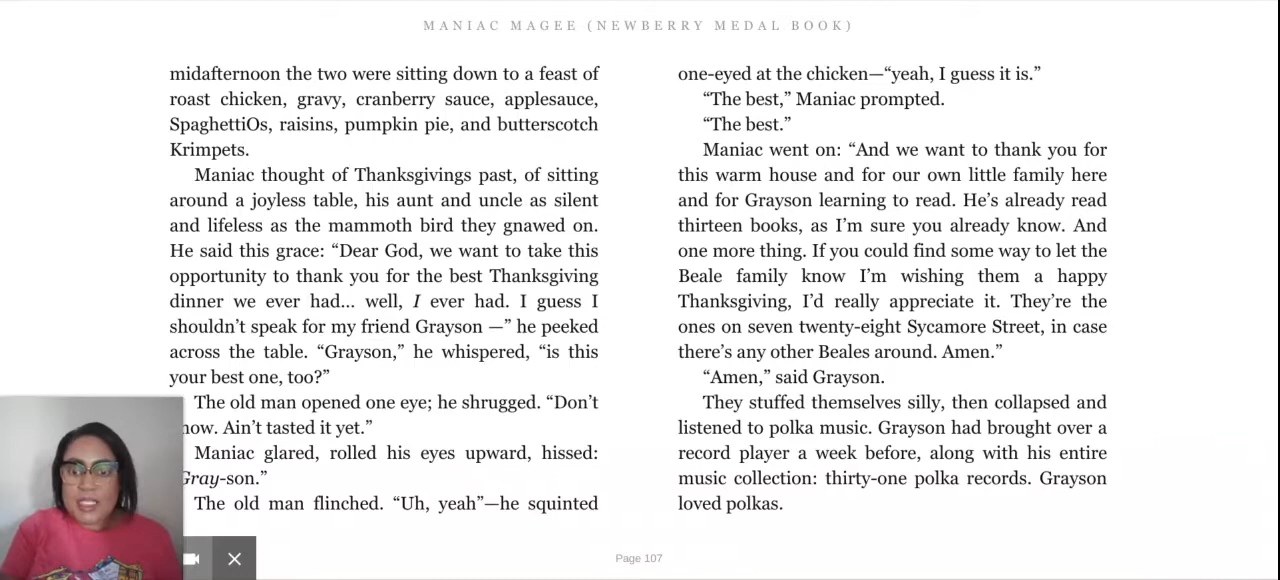 MANIAC MAGEE (NEWBERRY MEDAL BOOK)
midafternoon the two were sitting down to a feast of
roast chicken, gravy, cranberry sauce, applesauce,
SpaghettiOs, raisins, pumpkin pie, and butterscotch
Krimpets.
Maniac thought of Thanksgivings past, of sitting
around a joyless table, his aunt and uncle as silent
and lifeless as the mammoth bird they gnawed on.
He said this grace: “Dear God, we want to take this
opportunity to thank you for the best Thanksgiving
dinner we ever had... well, I ever had. I guess I
shouldn’t speak for my friend Grayson —” he peeked
across the table. “Grayson,” he whispered, “is this
your best one, too?”
The old man opened one eye; he shrugged. “Don’t
now. Ain’t tasted it yet.”
Maniac glared, rolled his eyes upward, hissed:
Gray-son.”
The old man flinched. “Uh, yeah”—he squinted
one-eyed at the chicken—“yeah, I guess it is.”
“The best,” Maniac prompted.
“The best.”
Maniac went on: “And we want to thank you for
this warm house and for our own little family here
and for Grayson learning to read. He’s already read
thirteen books, as I’m sure you already know. And
one more thing. If you could find some way to let the
Beale family know I’m wishing them a happy
Thanksgiving, I’d really appreciate it. They’re the
ones on seven twenty-eight Sycamore Street, in case
there’s any other Beales around. Amen.”
“Amen,” said Grayson.
They stuffed themselves silly, then collapsed and
listened to polka music. Grayson had brought over a
record player a week before, along with his entire
music collection: thirty-one polka records. Grayson
loved polkas.
Page 107